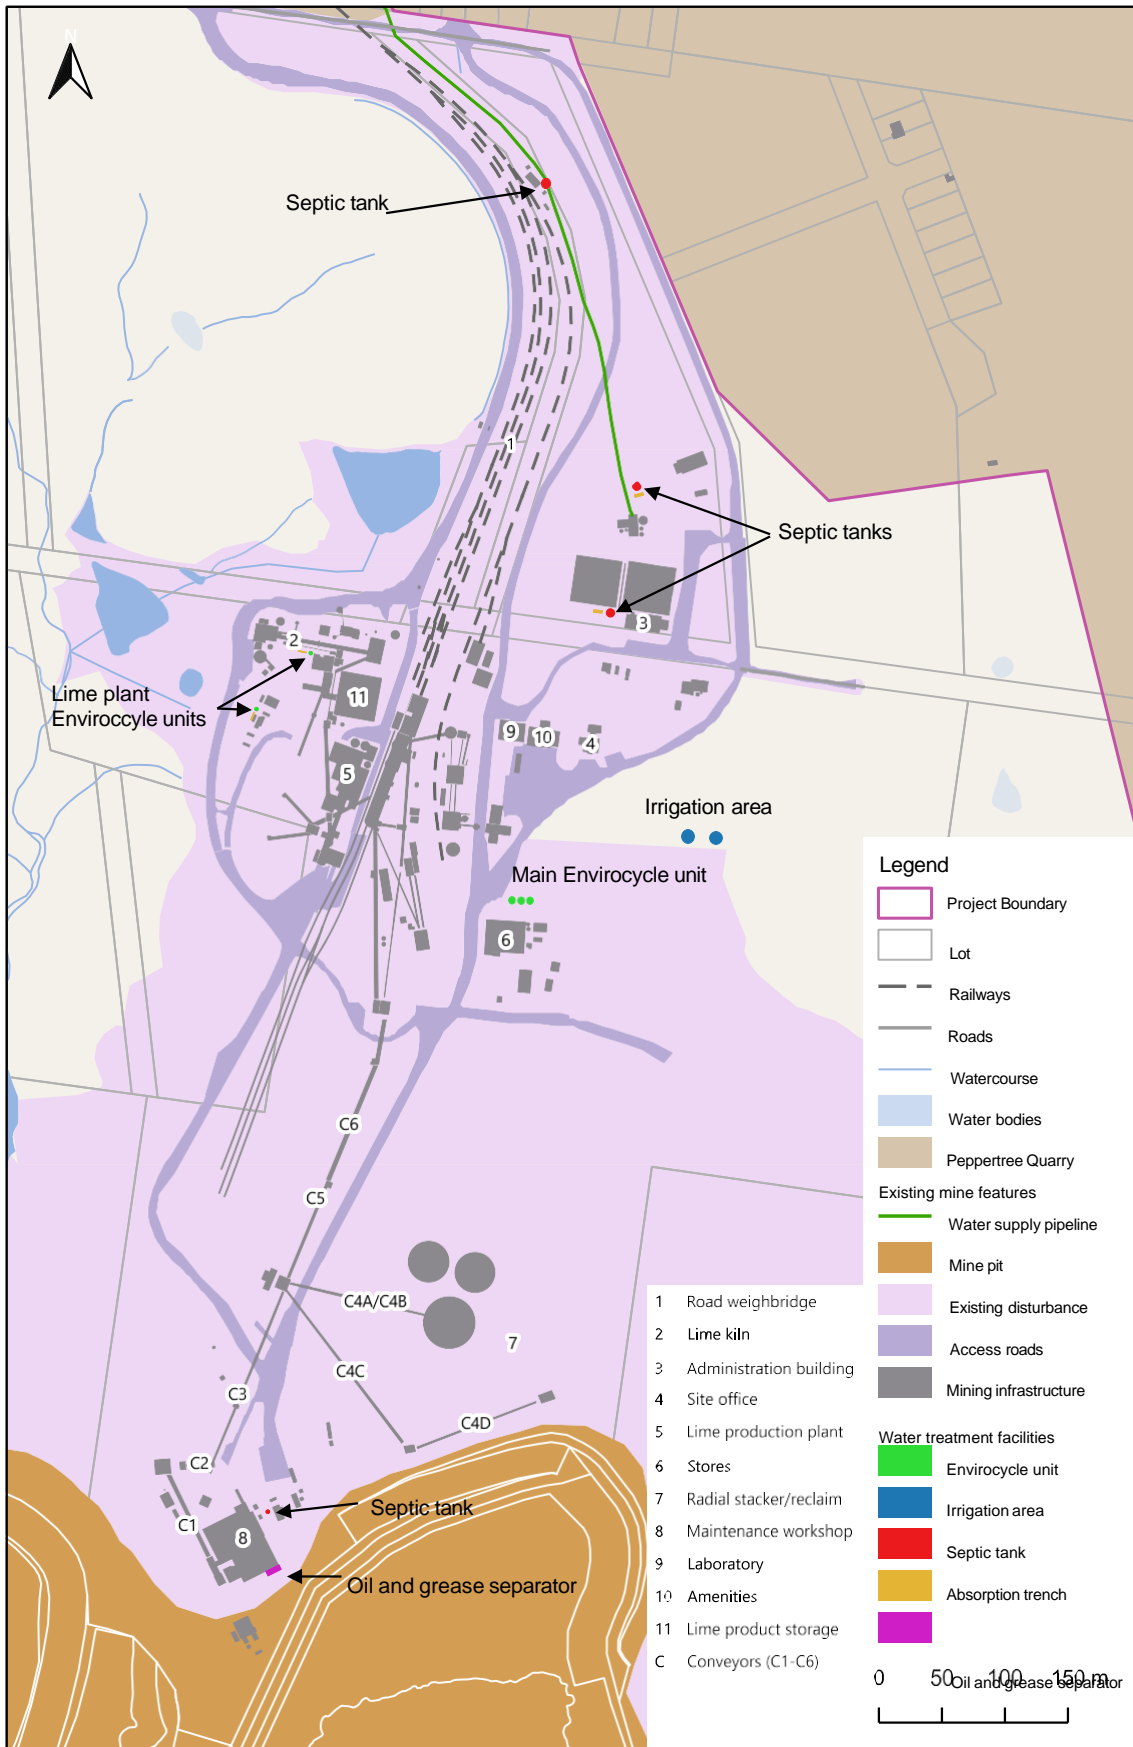 N
Septic tank
1
Septic tanks
3
2
Lime plant
Enviroccyle units
11
9
10
4
5
Irrigation area
Main Envirocycle unit
6
C6
C5
C4A/C4B
7
C4C
C3
C4D
C2
C1
Septic tank
8
Oil and grease separator
1 Road weighbridge
2 Lime kiln
3 Administration building
4 Site office
5 Lime production plant
6 Stores
7 Radial stacker/reclaim
8 Maintenance workshop
9 Laboratory
10 Amenities
11 Lime product storage
C Conveyors (C1-C6)
Legend
Project Boundary
Lot
Railways
Roads
Watercourse
Water bodies
Peppertree Quarry
Existing mine features
Water supply pipeline
Mine pit
Existing disturbance
Access roads
Mining infrastructure
Water treatment facilities
Envirocycle unit
Irrigation area
Septic tank
Absorption trench
Oil and grease separator
0 50 100 150 m